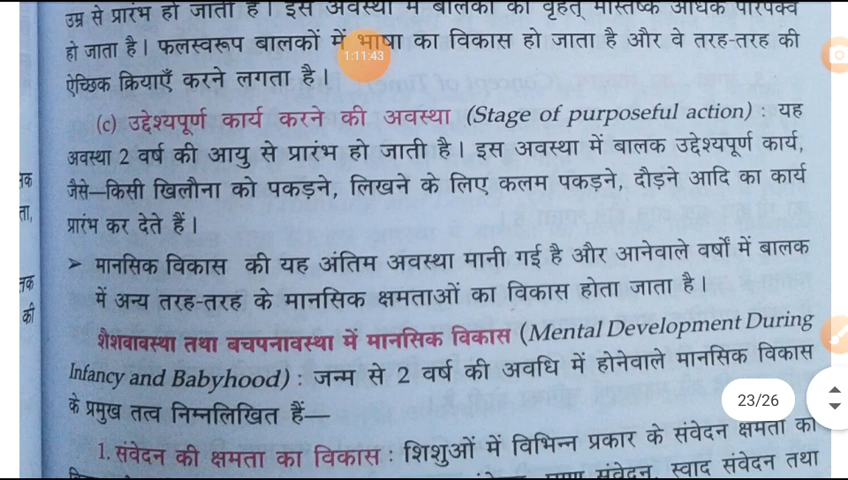 उम्र से प्रारंभ हो जाती है। इस अवस्था में बालकों का वृहत् मस्तिष्क अधिक परिपक्व
हो जाता है। फलस्वरूप बालकों में भाषा का विकास हो जाता है और वे तरह-तरह की
1:11:43
ऐच्छिक क्रियाएँ करने लगता है।
(c) उद्देश्यपूर्ण कार्य करने की अवस्था (Stage of purposeful action) : यह
अवस्था 2 वर्ष की आयु से प्रारंभ हो जाती है। इस अवस्था में बालक उद्देश्यपूर्ण कार्य,
जैसे—किसी खिलौना को पकड़ने, लिखने के लिए कलम पकड़ने, दौड़ने आदि का कार्य
प्रारंभ कर देते हैं।
➤ मानसिक विकास की यह अंतिम अवस्था मानी गई है और आनेवाले वर्षों में बालक
में अन्य तरह-तरह के मानसिक क्षमताओं का विकास होता जाता है।
शैशवावस्था तथा बचपनावस्था में मानसिक विकास (Mental Development During
Infancy and Babyhood) : जन्म से 2 वर्ष की अवधि में होनेवाले मानसिक विकास
के प्रमुख तत्व निम्नलिखित हैं—
23/26
1. संवेदन की क्षमता का विकास : शिशुओं में विभिन्न प्रकार के संवेदन क्षमता का
संवेदन, स्वाद संवेदन तथा